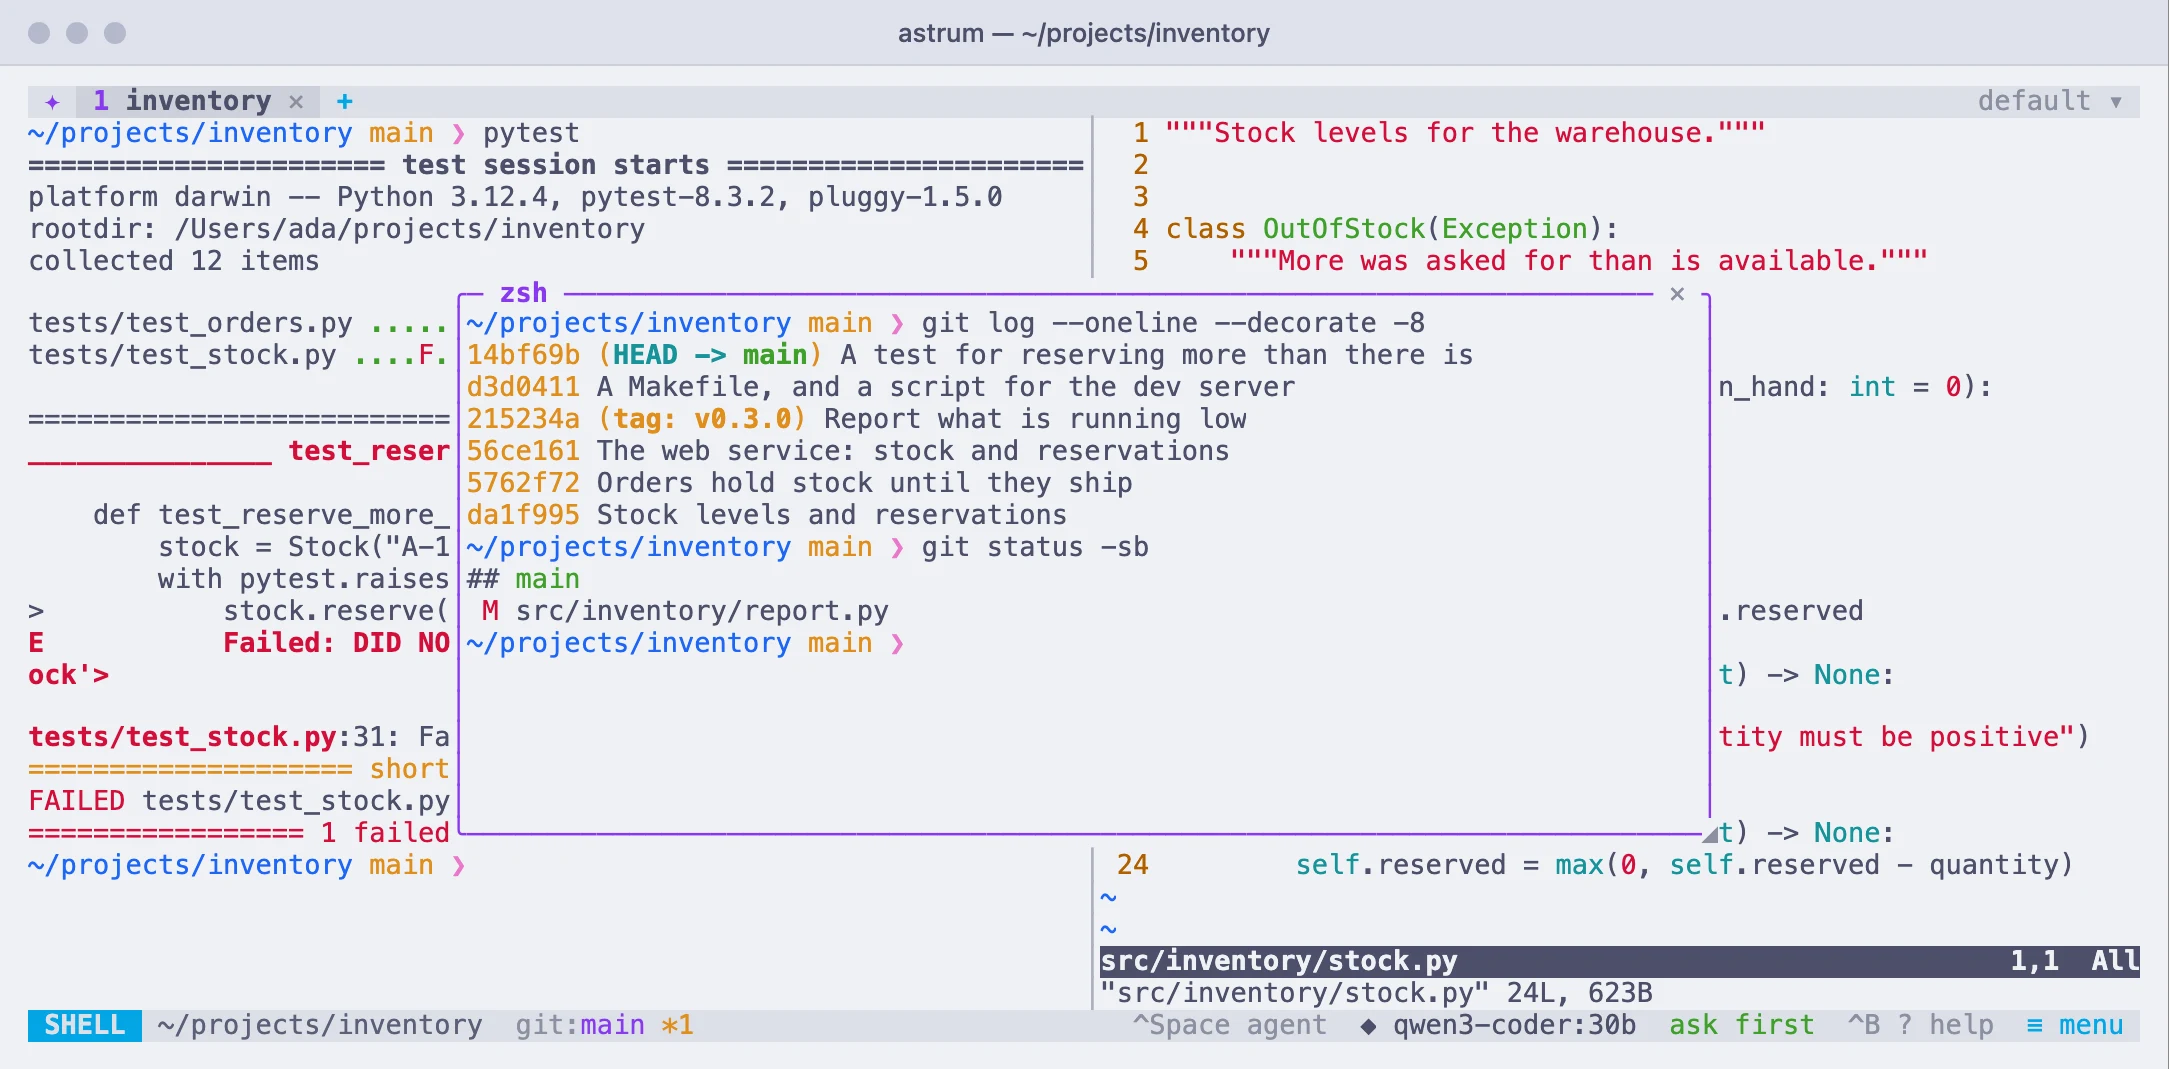 astrum — ~/projects/inventory
✦ 1 inventory × + default ▾
~/projects/inventory main ❯ pytest
====================== test session starts ======================
platform darwin -- Python 3.12.4, pytest-8.3.2, pluggy-1.5.0
rootdir: /Users/ada/projects/inventory
collected 12 items
tests/test_orders.py .....
tests/test_stock.py ....F.
==========================
_______________ test_reser
def test_reserve_more_
stock = Stock("A-1
with pytest.raises
> stock.reserve(
E Failed: DID NO
ock'>
tests/test_stock.py:31: Fa
==================== short
FAILED tests/test_stock.py
================= 1 failed
~/projects/inventory main ❯
zsh ×
~/projects/inventory main ❯ git log --oneline --decorate -8
14bf69b (HEAD -> main) A test for reserving more than there is
d3d0411 A Makefile, and a script for the dev server
215234a (tag: v0.3.0) Report what is running low
56ce161 The web service: stock and reservations
5762f72 Orders hold stock until they ship
da1f995 Stock levels and reservations
~/projects/inventory main ❯ git status -sb
## main
M src/inventory/report.py
~/projects/inventory main ❯
1 """Stock levels for the warehouse."""
2
3
4 class OutOfStock(Exception):
5 """More was asked for than is available."""
n_hand: int = 0):
.reserved
t) -> None:
tity must be positive")
t) -> None:
24 self.reserved = max(0, self.reserved - quantity)
~
~
src/inventory/stock.py 1,1 All
"src/inventory/stock.py" 24L, 623B
SHELL ~/projects/inventory git:main *1 ^Space agent ◆ qwen3-coder:30b ask first ^B ? help ≡ menu